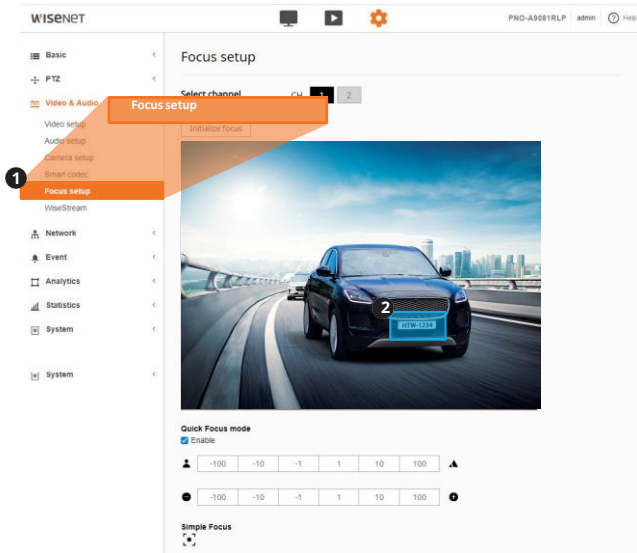 WISENET
PNO-A9081RLP admin Help
Basic
PTZ
Video & Audio
Video setup
Audio setup
Camera setup
Smart codec
Focus setup
WiseStream
Network
Event
Analytics
Statistics
System
System
Focus setup
Select channel CH 1 2
Focus setup
Initialize focus
1
2
HTW-1234
Quick Focus mode
Enable
-100 -10 -1 1 10 100
-100 -10 -1 1 10 100
Simple Focus